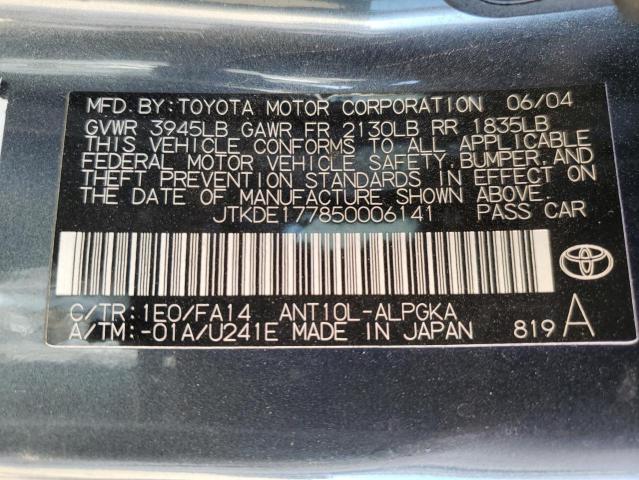 MFD. BY: TOYOTA MOTOR CORPORATION 06/04
GVWR 3945LB GAWR FR 2130LB RR 1835LB
THIS VEHICLE CONFORMS TO ALL APPLICABLE
FEDERAL MOTOR VEHICLE SAFETY, BUMPER, AND
THEFT PREVENTION STANDARDS IN EFFECT ON
THE DATE OF MANUFACTURE SHOWN ABOVE.
JTKDE177850006141 PASS CAR
C/TR: 1E0/FA14 ANT10L-ALPGKA
A/TM: -01A/U241E MADE IN JAPAN 819 A